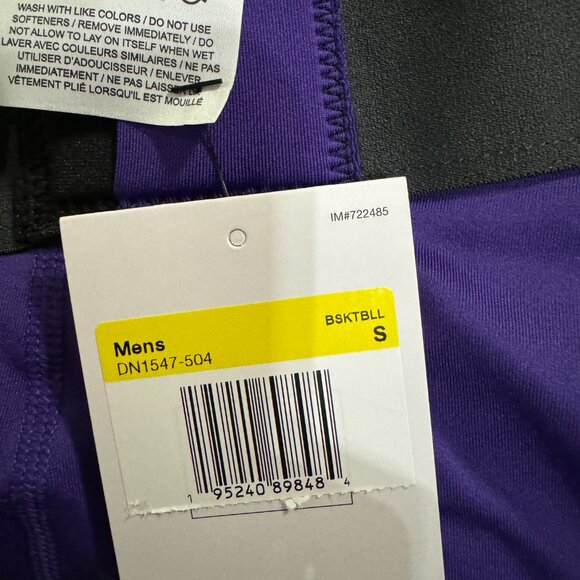 WASH WITH LIKE COLORS / DO NOT USE
SOFTENERS / REMOVE IMMEDIATELY / DO
NOT ALLOW TO LAY ON ITSELF WHEN WET
LAVER AVEC COULEURS SIMILAIRES / NE PAS
UTILISER D'ADOUCISSEUR / ENLEVER
IMMÉDIATEMENT / NE PAS LAISSER
VÊTEMENT PLIÉ LORSQU'IL EST MOUILLÉ
IM#722485
BSKTBLL
Mens S
DN1547-504
1 95240 89848 4